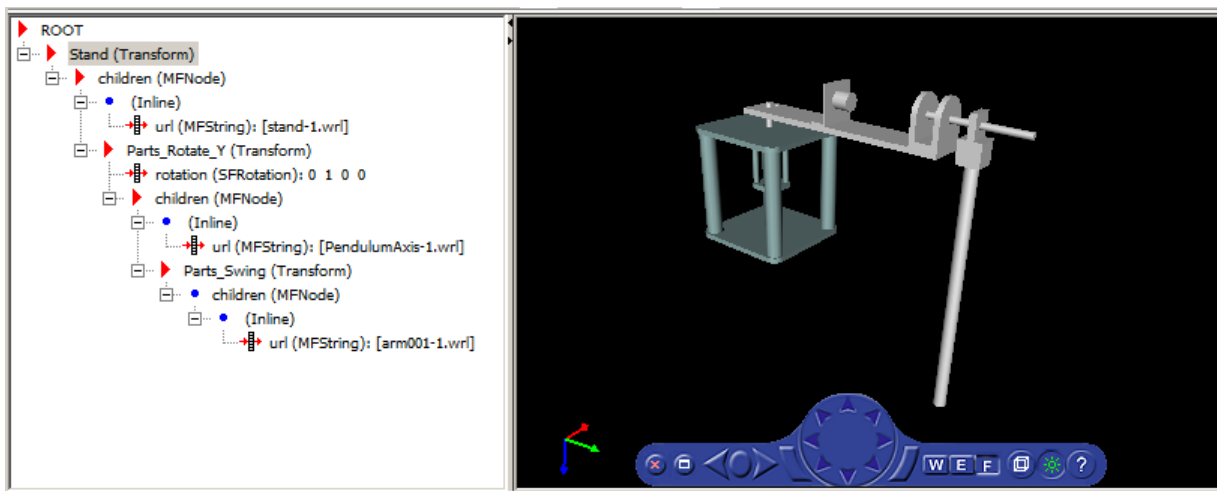 ROOT
Stand (Transform)
children (MFNode)
(Inline)
url (MFString): [stand-1.wrl]
Parts_Rotate_Y (Transform)
rotation (SFRotation): 0 1 0 0
children (MFNode)
(Inline)
url (MFString): [PendulumAxis-1.wrl]
Parts_Swing (Transform)
children (MFNode)
(Inline)
url (MFString): [arm001-1.wrl]
W E F ?